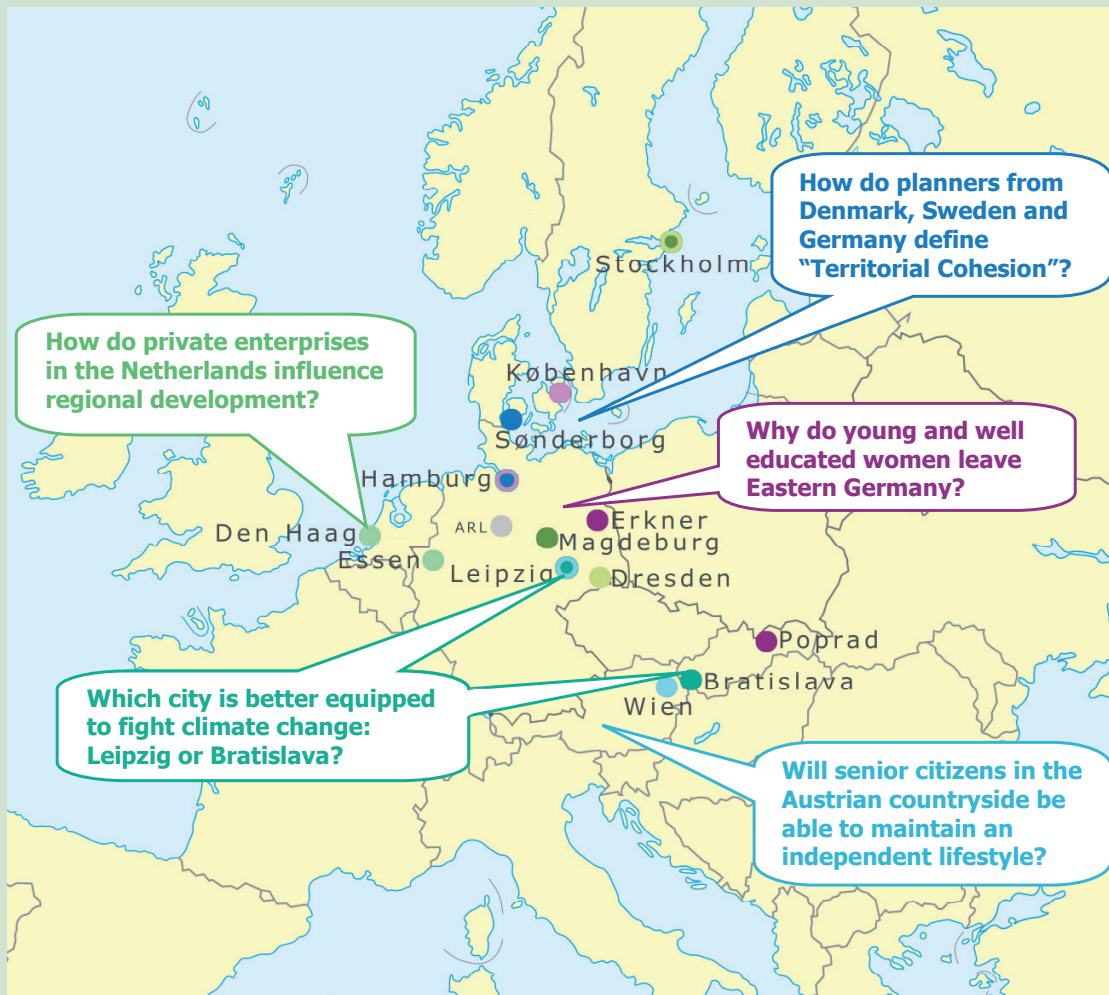 How do planners from
Denmark, Sweden and
Germany define
“Territorial Cohesion”?
Stockholm
How do private enterprises
in the Netherlands influence
regional development?
København
Sønderborg
Why do young and well
educated women leave
Eastern Germany?
Hamburg
Erkner
Den Haag
ARL
Magdeburg
Essen
Leipzig
Dresden
Poprad
Bratislava
Wien
Which city is better equipped
to fight climate change:
Leipzig or Bratislava?
Will senior citizens in the
Austrian countryside be
able to maintain an
independent lifestyle?